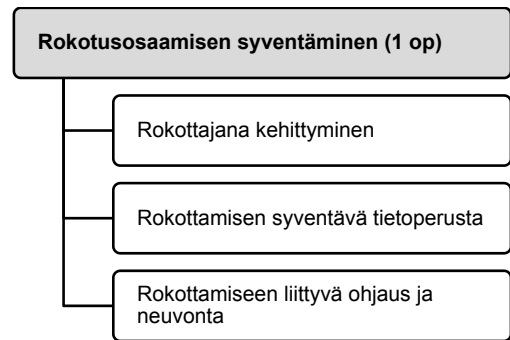 Rokotusosaamisen syventäminen (1 op)
Rokottajana kehittyminen
Rokottamisen syventävä tietoperusta
Rokottamiseen liittyvä ohjaus ja
neuvonta